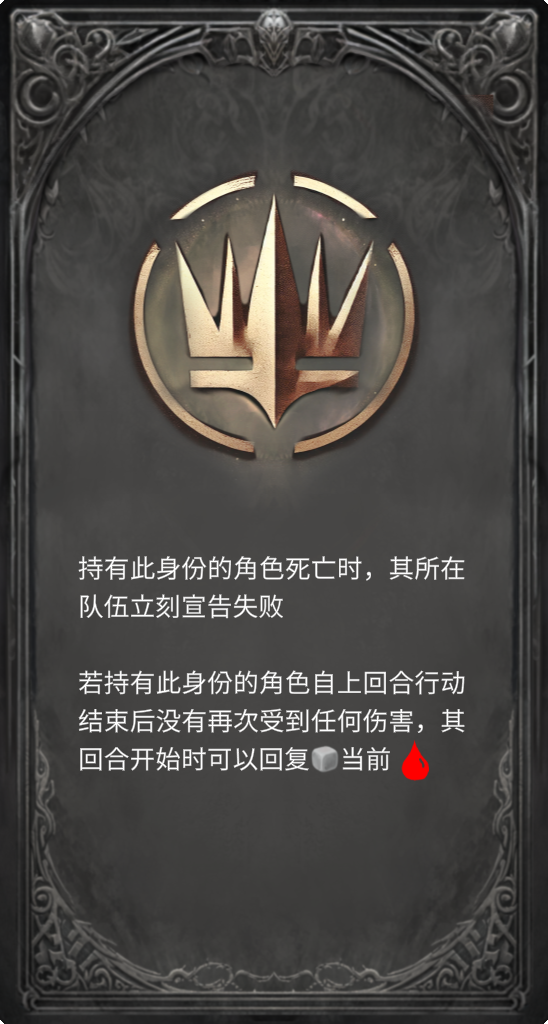 持有此身份的角色死亡时，其所在
队伍立刻宣告失败
若持有此身份的角色自上回合行动
结束后没有再次受到任何伤害，其
回合开始时可以回复当前